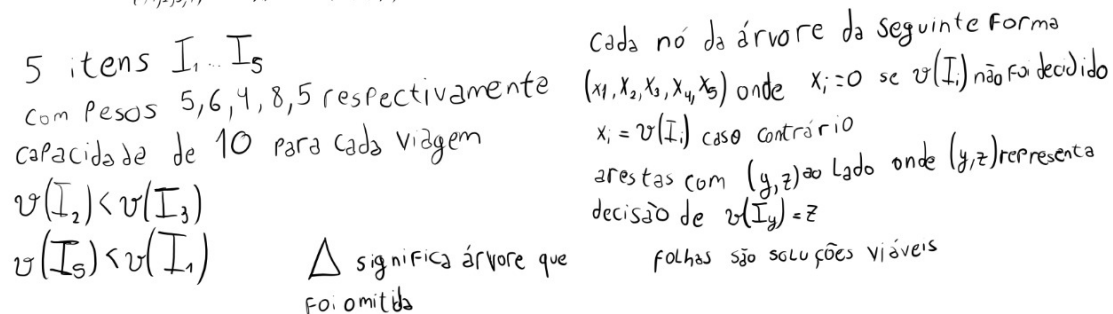 5 itens I₁...I₅
com Pesos 5,6,4,8,5 respectivamente
capacidade de 10 para cada viagem
v(I₂)<v(I₃)
v(I₅)<v(I₁)
△ significa árvore que
foi omitida
cada nó da árvore da seguinte forma
(x₁,x₂,x₃,x₄,x₅) onde xᵢ=0 se v(Iᵢ) não foi decidido
xᵢ=v(Iᵢ) caso contrário
arestas com (y,z) ao lado onde (y,z) representa
decisão de v(I_y)=z
folhas são soluções viáveis